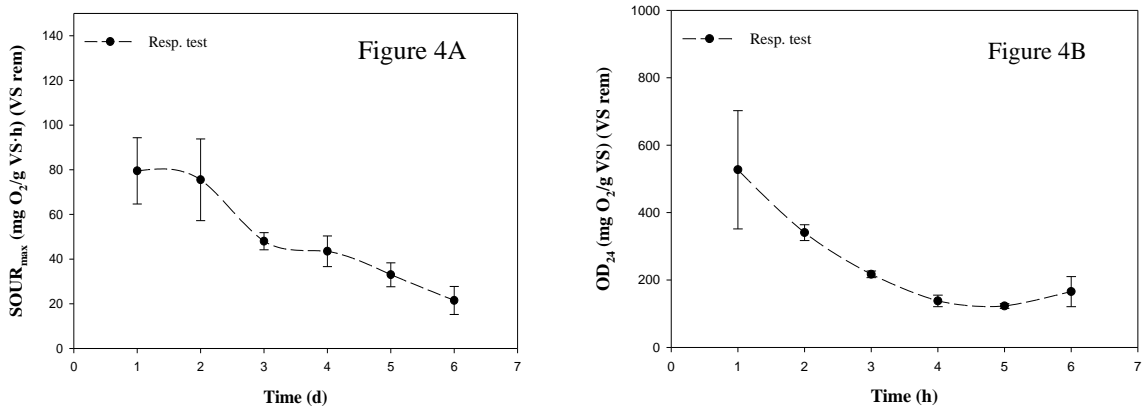 Figure 4A
Resp. test
SOUR_max (mg O₂/g VS·h) (VS rem)
140
120
100
80
60
40
20
0
0 1 2 3 4 5 6 7
Time (d)
Figure 4B
Resp. test
OD₂₄ (mg O₂/g VS) (VS rem)
1000
800
600
400
200
0
0 1 2 3 4 5 6 7
Time (h)